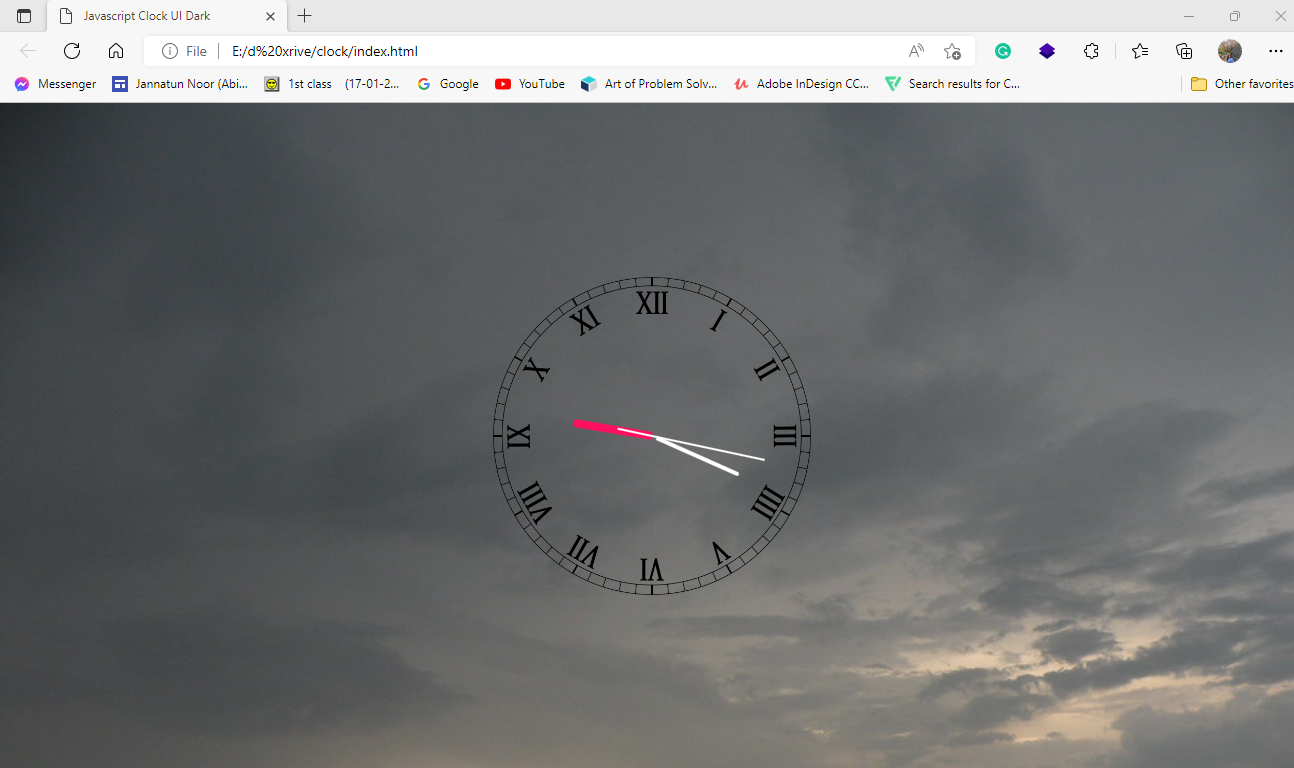 Javascript Clock UI Dark
File E:/d%20xrive/clock/index.html
Messenger Jannatun Noor (Abi... 1st class (17-01-2... Google YouTube Art of Problem Solv... Adobe InDesign CC... Search results for C... Other favorites
XII
XI I
X II
IX III
VIII IIII
VII V
VI